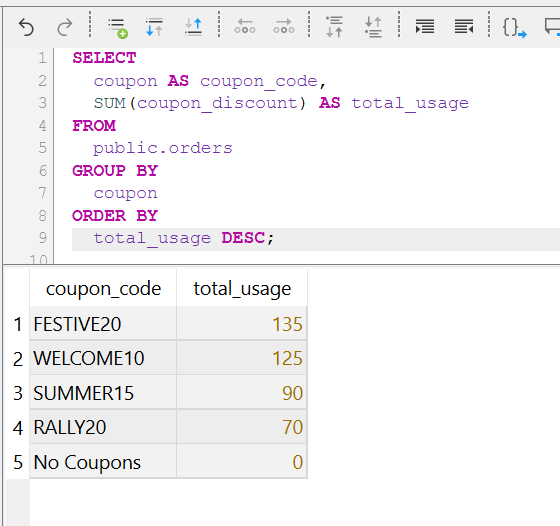 1 SELECT
2 coupon AS coupon_code,
3 SUM(coupon_discount) AS total_usage
4 FROM
5 public.orders
6 GROUP BY
7 coupon
8 ORDER BY
9 total_usage DESC;
10
coupon_code total_usage
1 FESTIVE20 135
2 WELCOME10 125
3 SUMMER15 90
4 RALLY20 70
5 No Coupons 0